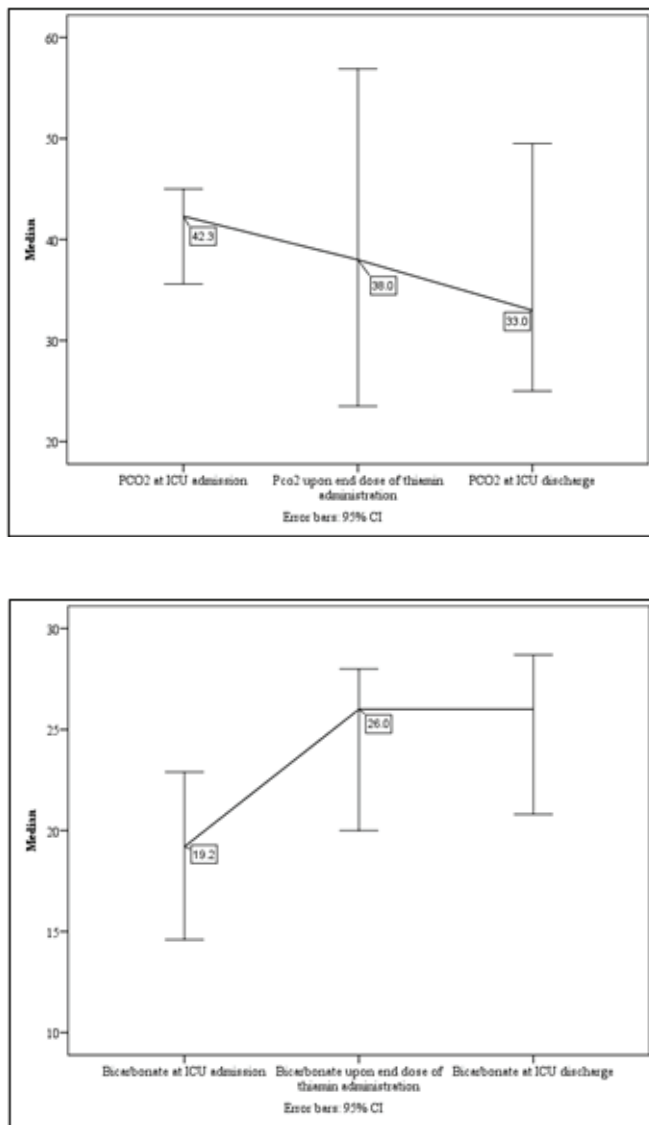 60
50
40
30
20
Median
42.3
38.0
33.0
PCO2 at ICU admission
Pco2 upon end dose of thiamin
administration
PCO2 at ICU discharge
Error bars: 95% CI
30
25
20
15
10
Median
19.2
26.0
Bicarbonate at ICU admission
Bicarbonate upon end dose of
thiamin administration
Bicarbonate at ICU discharge
Error bars: 95% CI